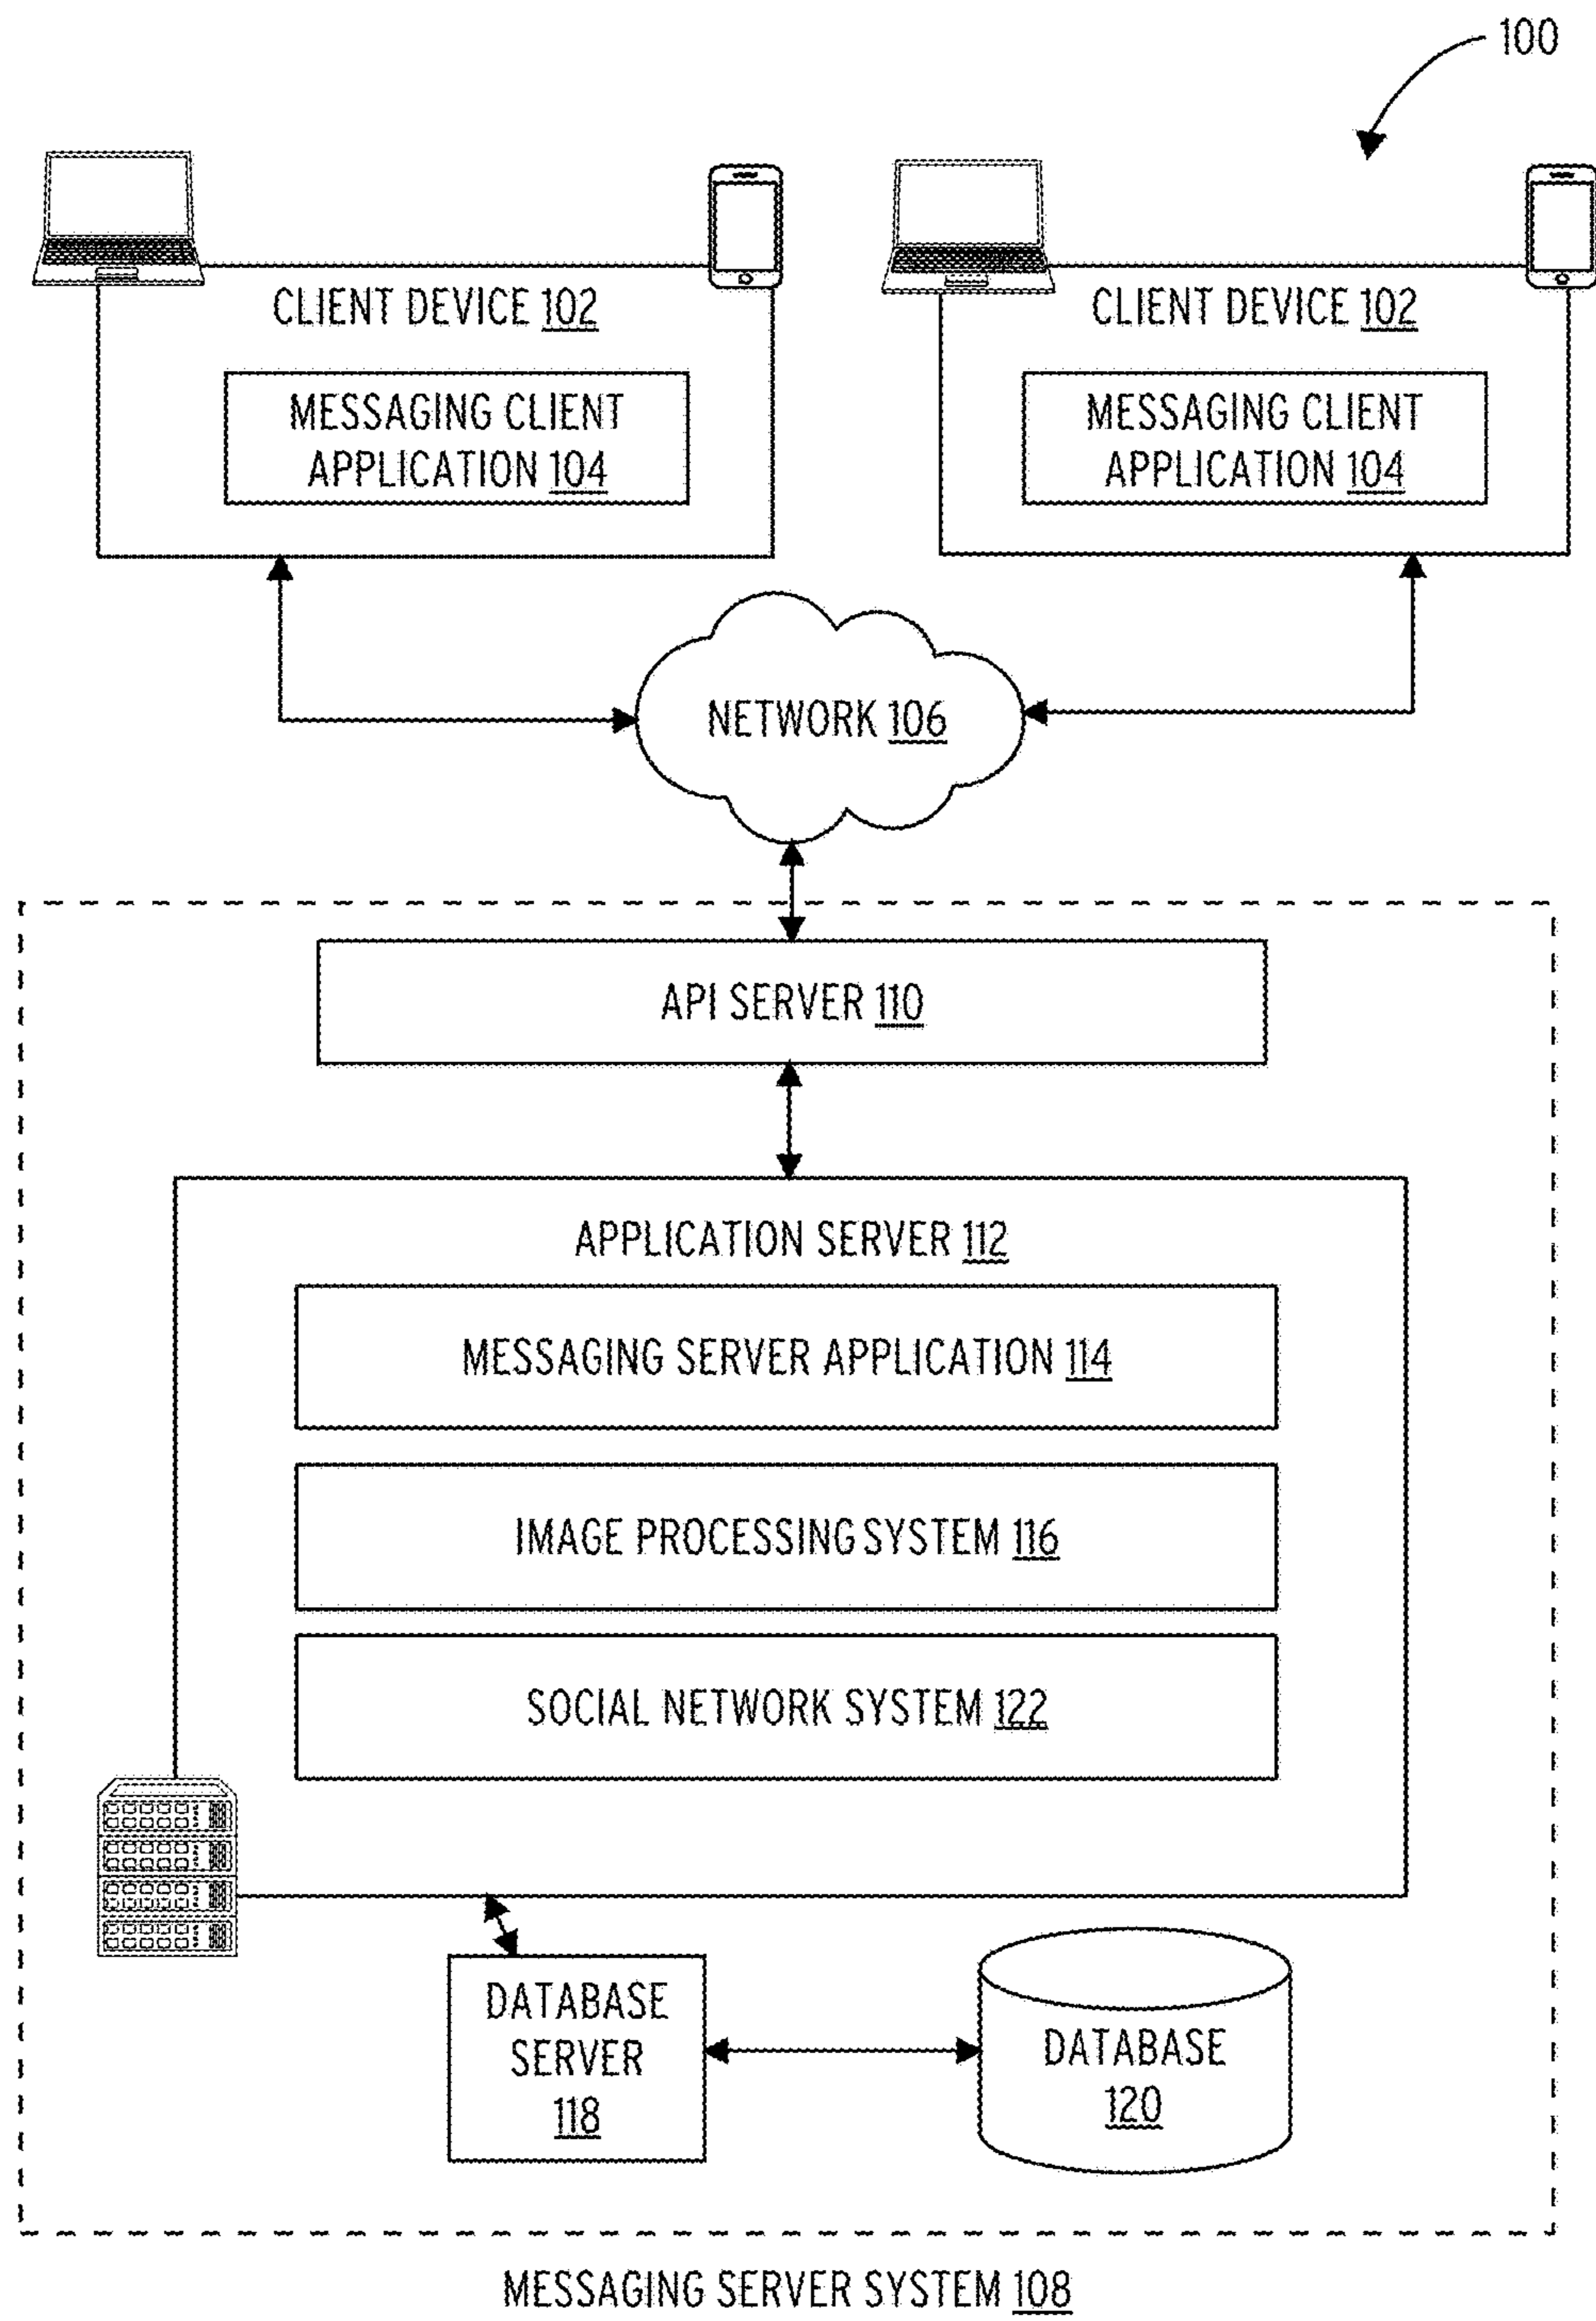 100
CLIENT DEVICE 102
MESSAGING CLIENT
APPLICATION 104
CLIENT DEVICE 102
MESSAGING CLIENT
APPLICATION 104
NETWORK 106
API SERVER 110
APPLICATION SERVER 112
MESSAGING SERVER APPLICATION 114
IMAGE PROCESSING SYSTEM 116
SOCIAL NETWORK SYSTEM 122
DATABASE
SERVER
118
DATABASE
120
MESSAGING SERVER SYSTEM 108